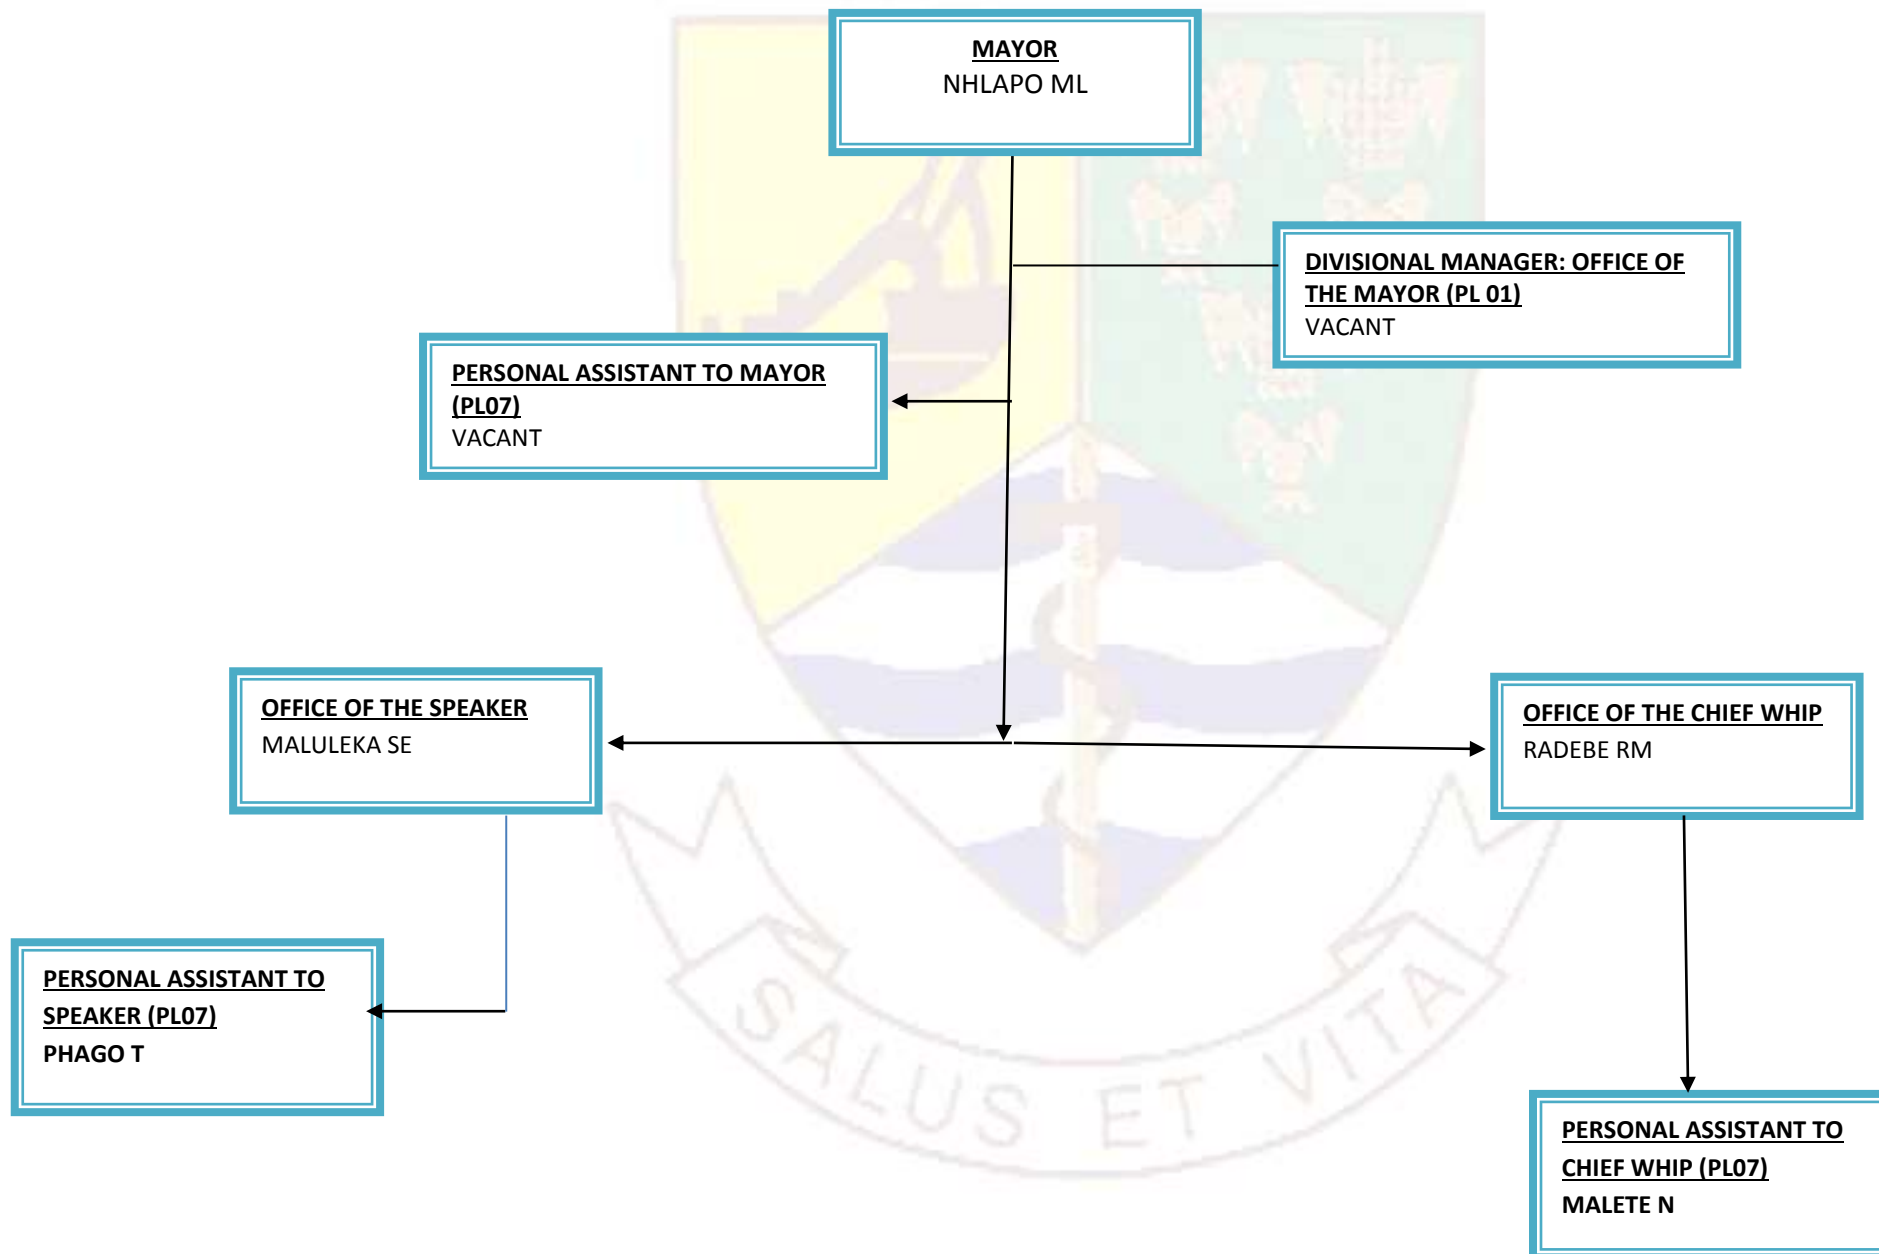 MAYOR
NHLAPO ML
DIVISIONAL MANAGER: OFFICE OF
THE MAYOR (PL 01)
VACANT
PERSONAL ASSISTANT TO MAYOR
(PL07)
VACANT
OFFICE OF THE SPEAKER
MALULEKA SE
OFFICE OF THE CHIEF WHIP
RADEBE RM
PERSONAL ASSISTANT TO
SPEAKER (PL07)
PHAGO T
SALUS ET VITA
PERSONAL ASSISTANT TO
CHIEF WHIP (PL07)
MALETE N